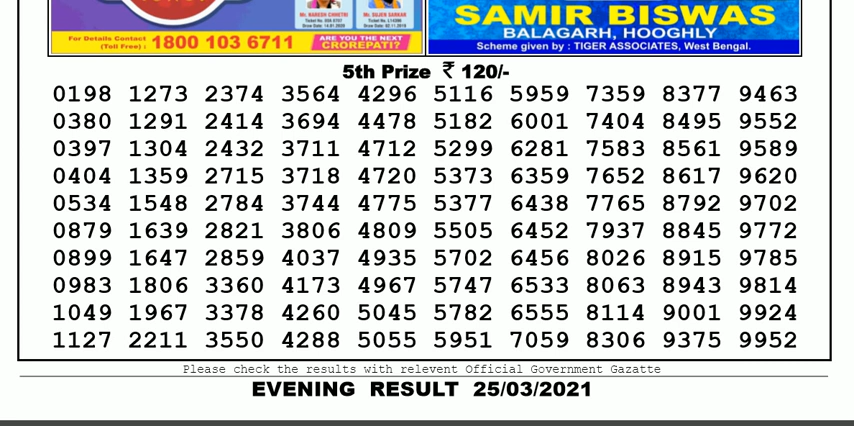 Mr. NARESH CHHETRI
Mr. SUJEN SARKAR
For Details Contact
(Toll Free) : 1800 103 6711
ARE YOU THE NEXT
CROREPATI?
SAMIR BISWAS
BALAGARH, HOOGHLY
Scheme given by : TIGER ASSOCIATES, West Bengal.
5th Prize ₹ 120/-
0198 1273 2374 3564 4296 5116 5959 7359 8377 9463
0380 1291 2414 3694 4478 5182 6001 7404 8495 9552
0397 1304 2432 3711 4712 5299 6281 7583 8561 9589
0404 1359 2715 3718 4720 5373 6359 7652 8617 9620
0534 1548 2784 3744 4775 5377 6438 7765 8792 9702
0879 1639 2821 3806 4809 5505 6452 7937 8845 9772
0899 1647 2859 4037 4935 5702 6456 8026 8915 9785
0983 1806 3360 4173 4967 5747 6533 8063 8943 9814
1049 1967 3378 4260 5045 5782 6555 8114 9001 9924
1127 2211 3550 4288 5055 5951 7059 8306 9375 9952
Please check the results with relevent Official Government Gazatte
EVENING RESULT 25/03/2021